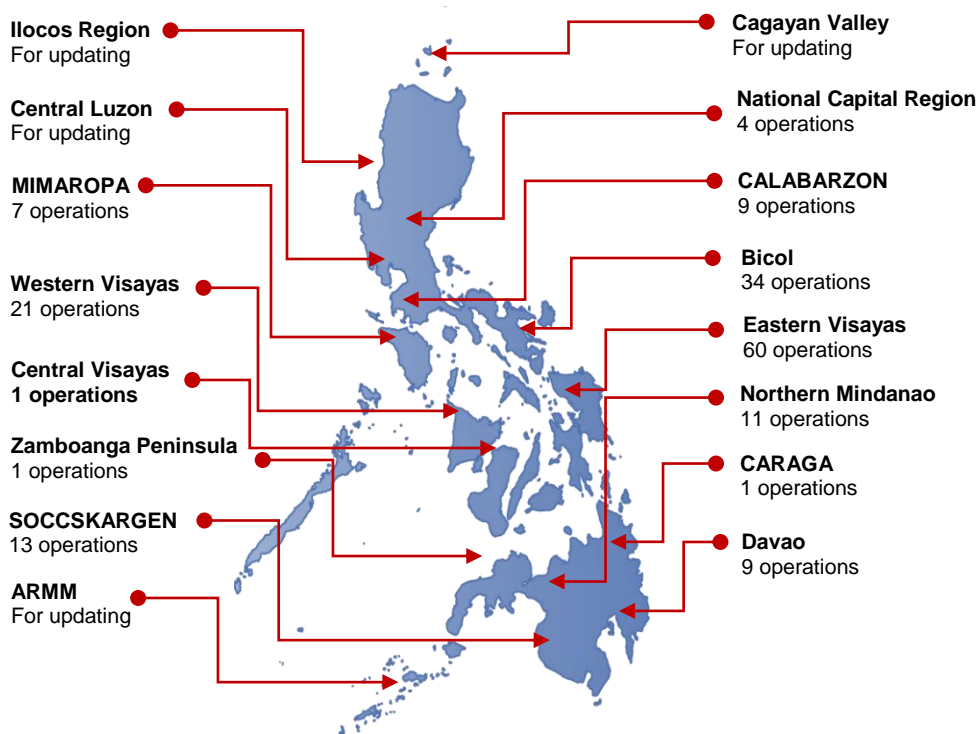 Ilocos Region
For updating
Central Luzon
For updating
MIMAROPA
7 operations
Western Visayas
21 operations
Central Visayas
1 operations
Zamboanga Peninsula
1 operations
SOCCSKARGEN
13 operations
ARMM
For updating
Cagayan Valley
For updating
National Capital Region
4 operations
CALABARZON
9 operations
Bicol
34 operations
Eastern Visayas
60 operations
Northern Mindanao
11 operations
CARAGA
1 operations
Davao
9 operations